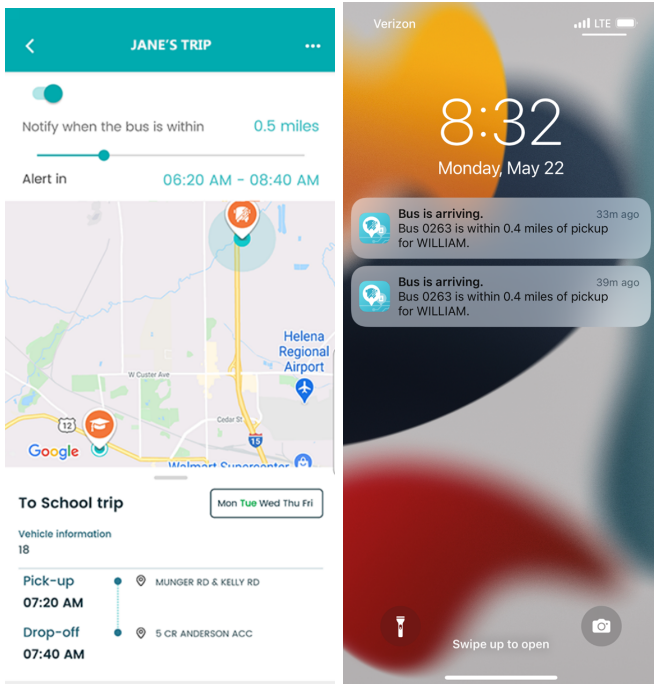 JANE'S TRIP
Notify when the bus is within 0.5 miles
Alert in 06:20 AM - 08:40 AM
Helena
Regional
Airport
W Custer Ave
12
Cedar St
15
Google
Walmart Supercenter
To School trip
Mon Tue Wed Thu Fri
Vehicle information
18
Pick-up MUNGER RD & KELLY RD
07:20 AM
Drop-off 5 CR ANDERSON ACC
07:40 AM
Verizon LTE
8:32
Monday, May 22
Bus is arriving. 33m ago
Bus 0263 is within 0.4 miles of pickup
for WILLIAM.
Bus is arriving. 39m ago
Bus 0263 is within 0.4 miles of pickup
for WILLIAM.
Swipe up to open